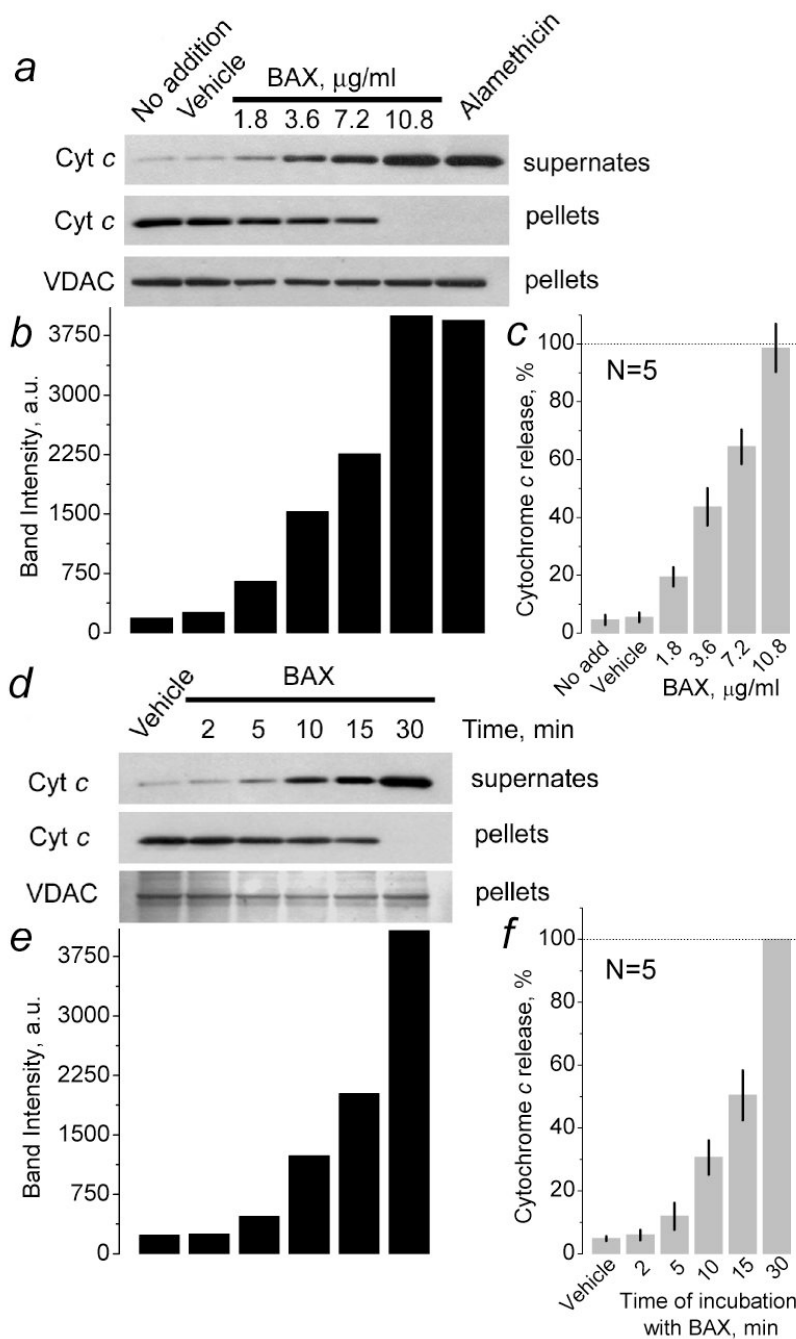 a
No addition
Vehicle
BAX, µg/ml
Alamethicin
1.8 3.6 7.2 10.8
Cyt c
supernates
Cyt c
pellets
VDAC
pellets
b
Band Intensity, a.u.
3750
3000
2250
1500
750
0
c
Cytochrome c release, %
100
80
60
40
20
0
N=5
No add
Vehicle
1.8
3.6
7.2
10.8
BAX, µg/ml
d
Vehicle
BAX
2 5 10 15 30 Time, min
Cyt c
supernates
Cyt c
pellets
VDAC
pellets
e
Band Intensity, a.u.
3750
3000
2250
1500
750
0
f
Cytochrome c release, %
100
80
60
40
20
0
N=5
Vehicle
2
5
10
15
30
Time of incubation
with BAX, min